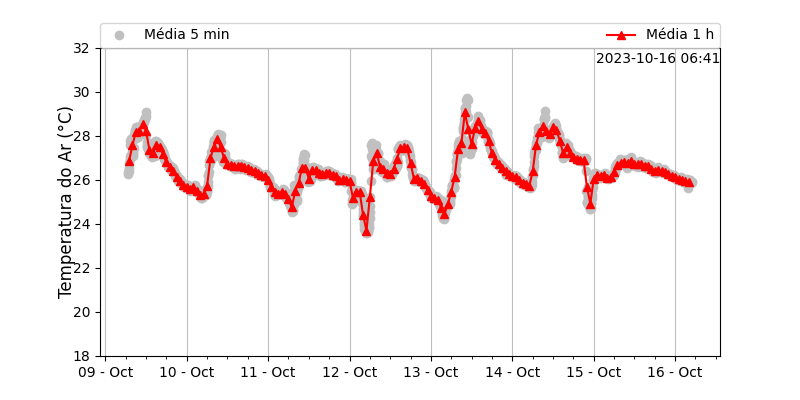 Média 5 min
Média 1 h
2023-10-16 06:41
Temperatura do Ar (°C)
32
30
28
26
24
22
20
18
09 - Oct
10 - Oct
11 - Oct
12 - Oct
13 - Oct
14 - Oct
15 - Oct
16 - Oct